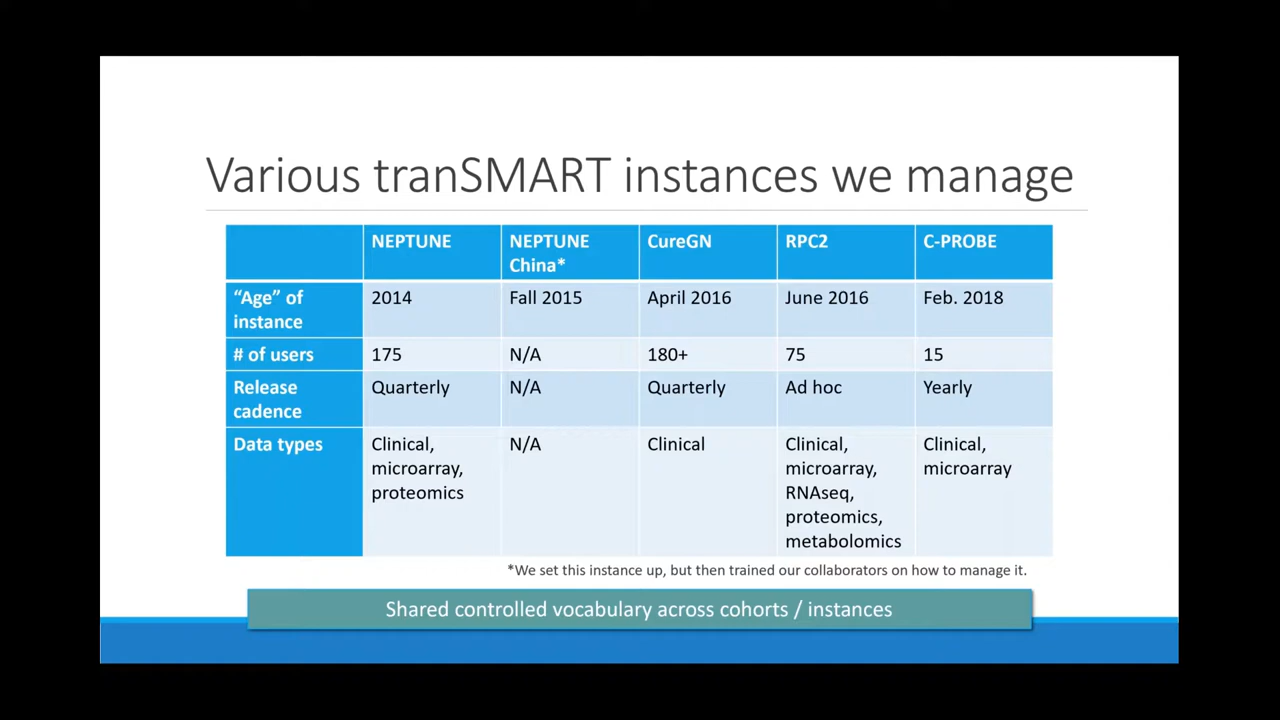 Various tranSMART instances we manage
NEPTUNE
NEPTUNE
China*
CureGN
RPC2
C-PROBE
“Age” of
instance
2014
Fall 2015
April 2016
June 2016
Feb. 2018
# of users
175
N/A
180+
75
15
Release
cadence
Quarterly
N/A
Quarterly
Ad hoc
Yearly
Data types
Clinical,
microarray,
proteomics
N/A
Clinical
Clinical,
microarray,
RNAseq,
proteomics,
metabolomics
Clinical,
microarray
*We set this instance up, but then trained our collaborators on how to manage it.
Shared controlled vocabulary across cohorts / instances